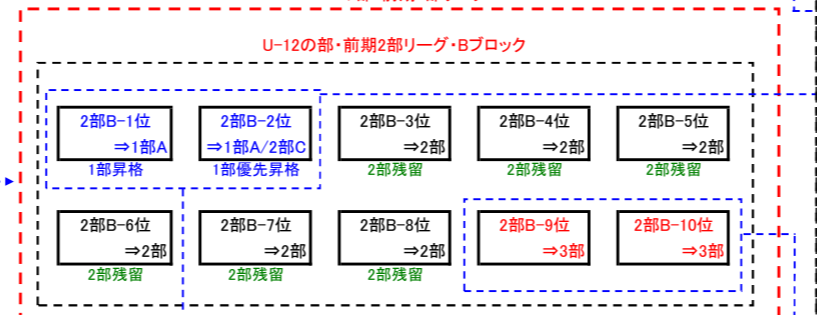 U-12の部・前期2部リーグ・Bブロック
2部B-1位
⇒1部A
1部昇格
2部B-2位
⇒1部A/2部C
1部優先昇格
2部B-3位
⇒2部
2部残留
2部B-4位
⇒2部
2部残留
2部B-5位
⇒2部
2部残留
2部B-6位
⇒2部
2部残留
2部B-7位
⇒2部
2部残留
2部B-8位
⇒2部
2部残留
2部B-9位
⇒3部
2部B-10位
⇒3部